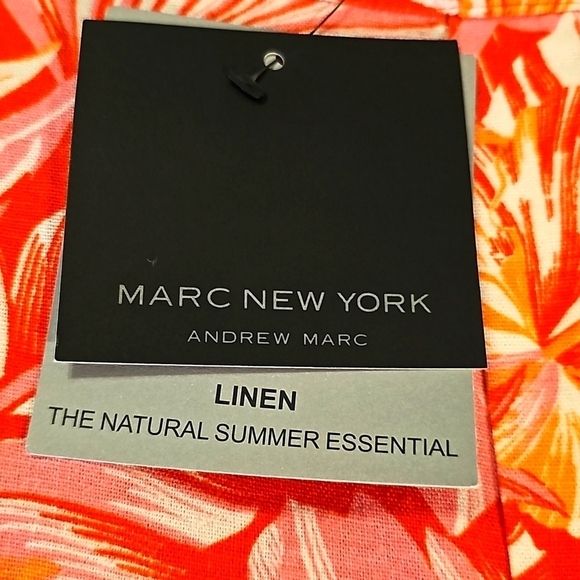 MARC NEW YORK
ANDREW MARC
LINEN
THE NATURAL SUMMER ESSENTIAL